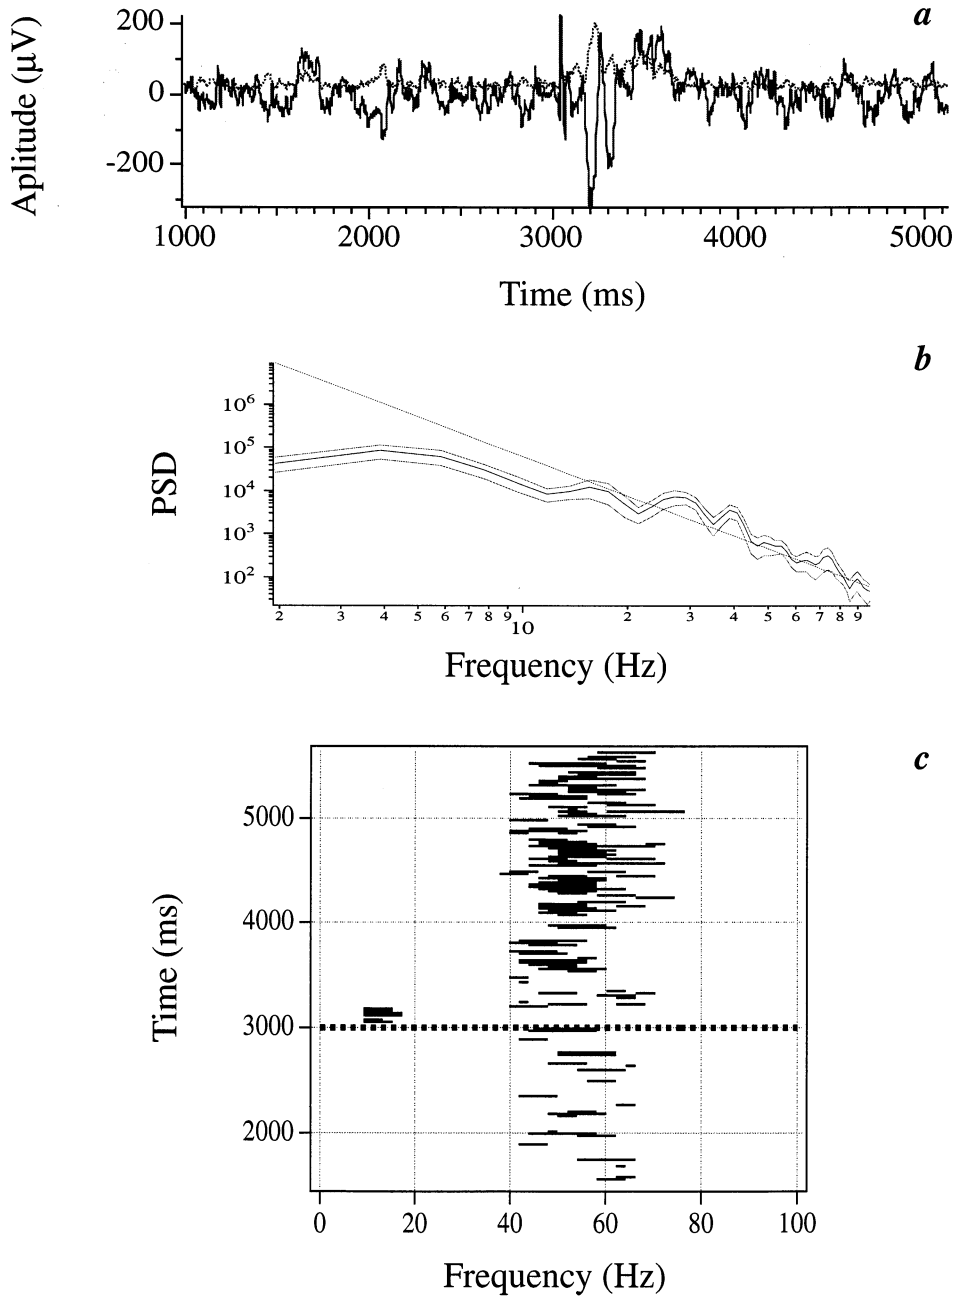 a
Aplitude (µV)
200
0
-200
1000 2000 3000 4000 5000
Time (ms)
b
PSD
10⁶
10⁵
10⁴
10³
10²
2 3 4 5 6 7 8 9 10 2 3 4 5 6 7 8 9
Frequency (Hz)
c
Time (ms)
5000
4000
3000
2000
0 20 40 60 80 100
Frequency (Hz)